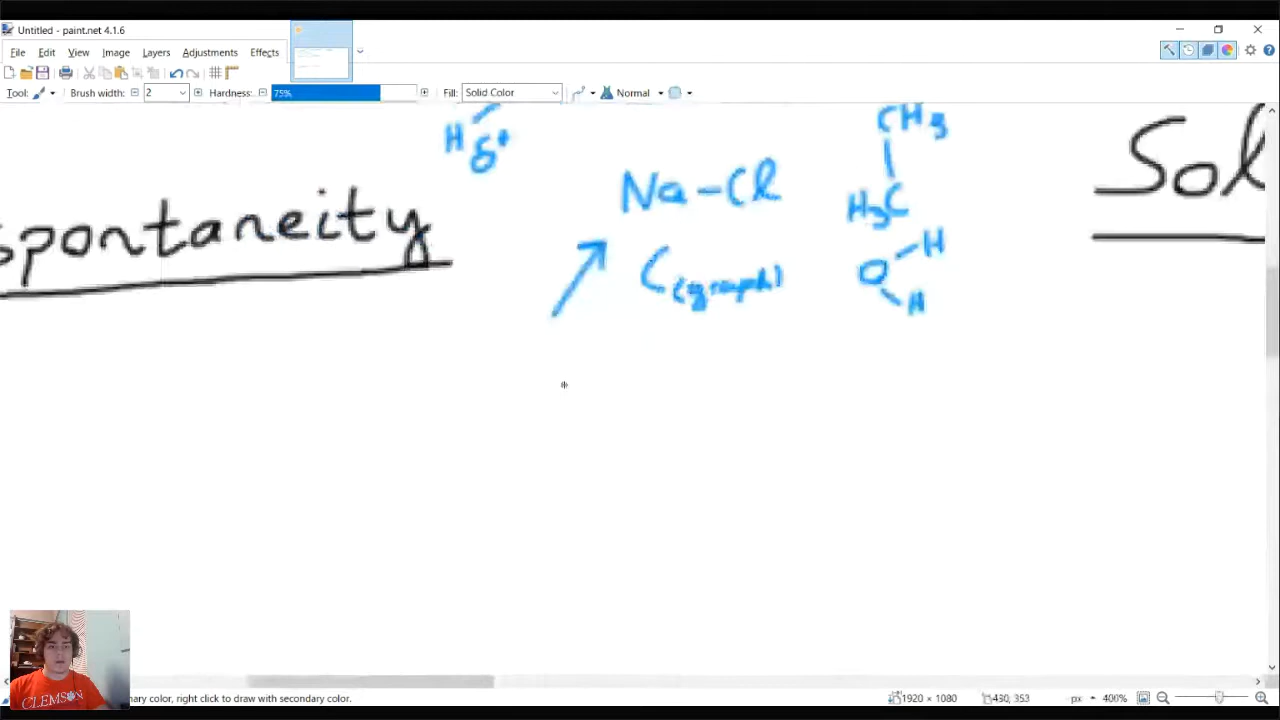 Untitled - paint.net 4.1.6
File Edit View Image Layers Adjustments Effects
Tool: Brush width: 2 Hardness: 75% Fill: Solid Color Normal
H δ+
CH3
Na-Cl
H3C
Sol
spontaneity
C(graph)
O H
H
CLEMSON
nary color, right click to draw with secondary color.
1920 × 1080
430, 353
px
400%